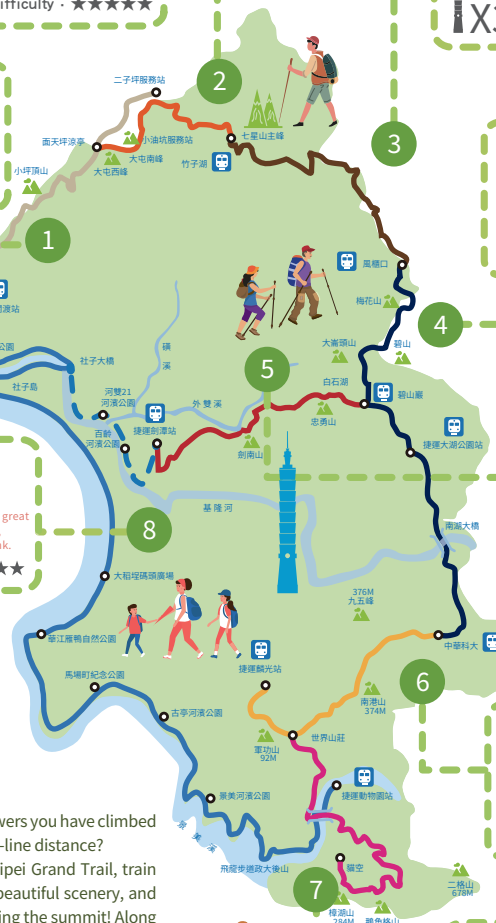 ifficulty · ★★★★★
X
二子坪服務站
2
七星山主峰
小油坑服務站
面天坪涼亭
大屯南峰
大屯西峰
竹子湖
3
小坪頂山
1
風櫃口
梅花山
4
碧山
大崙頭山
5
白石湖
碧山巖
忠勇山
社子大橋
社子島
河雙21
河濱公園
磺
溪
外雙溪
捷運劍潭站
百齡
河濱公園
劍南山
捷運大湖公園站
great
基隆河
8
南湖大橋
大稻埕碼頭廣場
376M
九五峰
華江雁鴨自然公園
中華科大
捷運麟光站
馬場町紀念公園
6
南港山
374M
古亭河濱公園
世界山莊
軍功山
92M
景美河濱公園
捷運動物園站
景美溪
飛龍步道政大後山
貓空
7
二格山
678M
樟湖山
wers you have climbed
-line distance?
ipei Grand Trail, train
beautiful scenery, and
ing the summit! Along